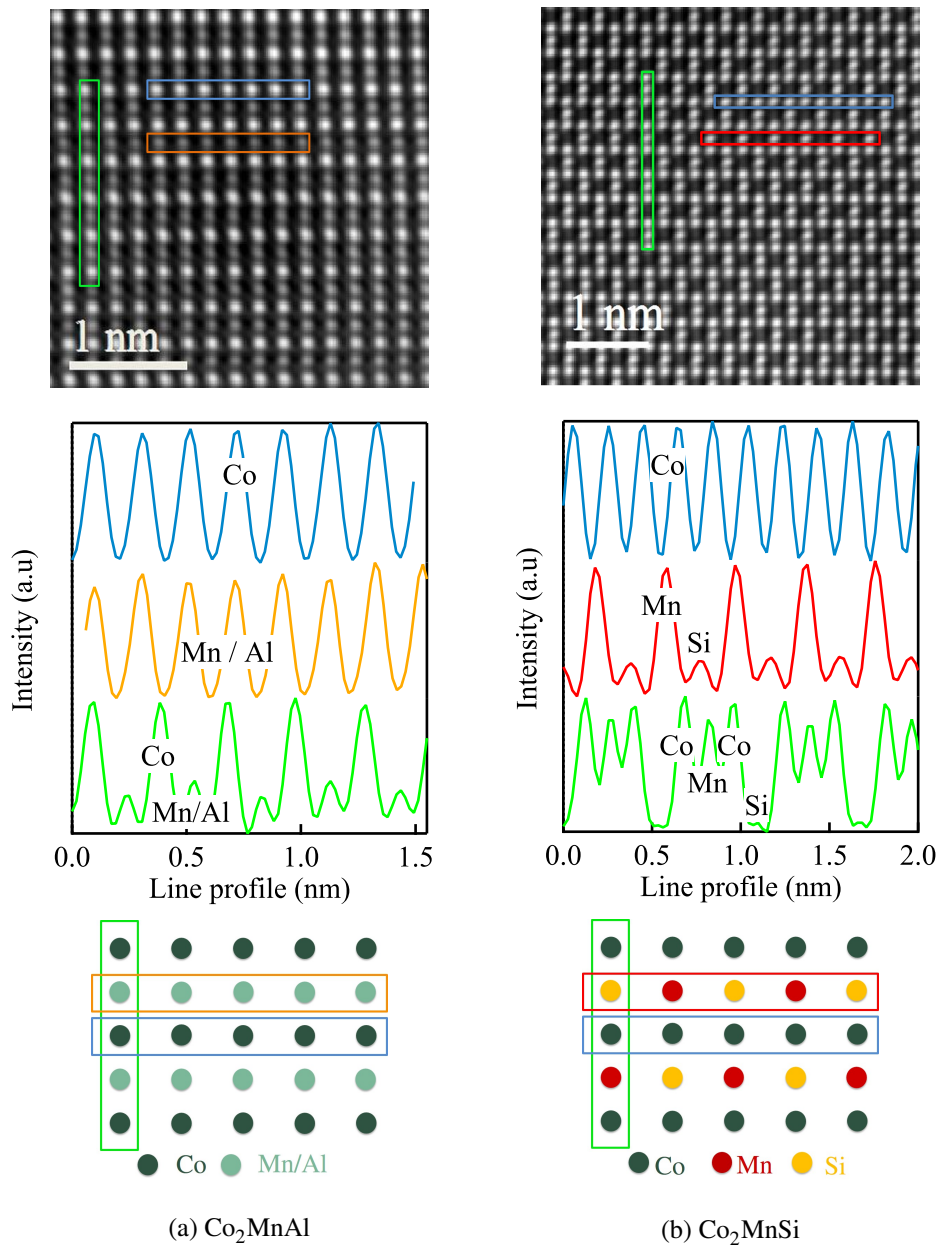 1 nm
1 nm
Intensity (a.u)
Co
Mn / Al
Co
Mn/Al
0.0 0.5 1.0 1.5
Line profile (nm)
Intensity (a.u)
Co
Mn
Si
Co Co
Mn
Si
0.0 0.5 1.0 1.5 2.0
Line profile (nm)
Co Mn/Al
Co Mn Si
(a) Co₂MnAl
(b) Co₂MnSi